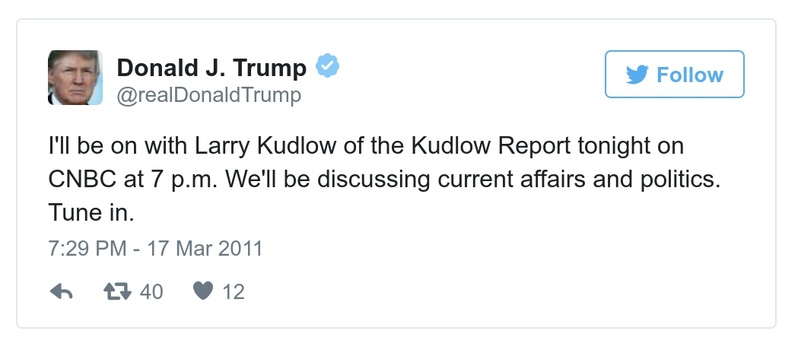 Donald J. Trump
@realDonaldTrump
Follow
I'll be on with Larry Kudlow of the Kudlow Report tonight on
CNBC at 7 p.m. We'll be discussing current affairs and politics.
Tune in.
7:29 PM - 17 Mar 2011
40 12